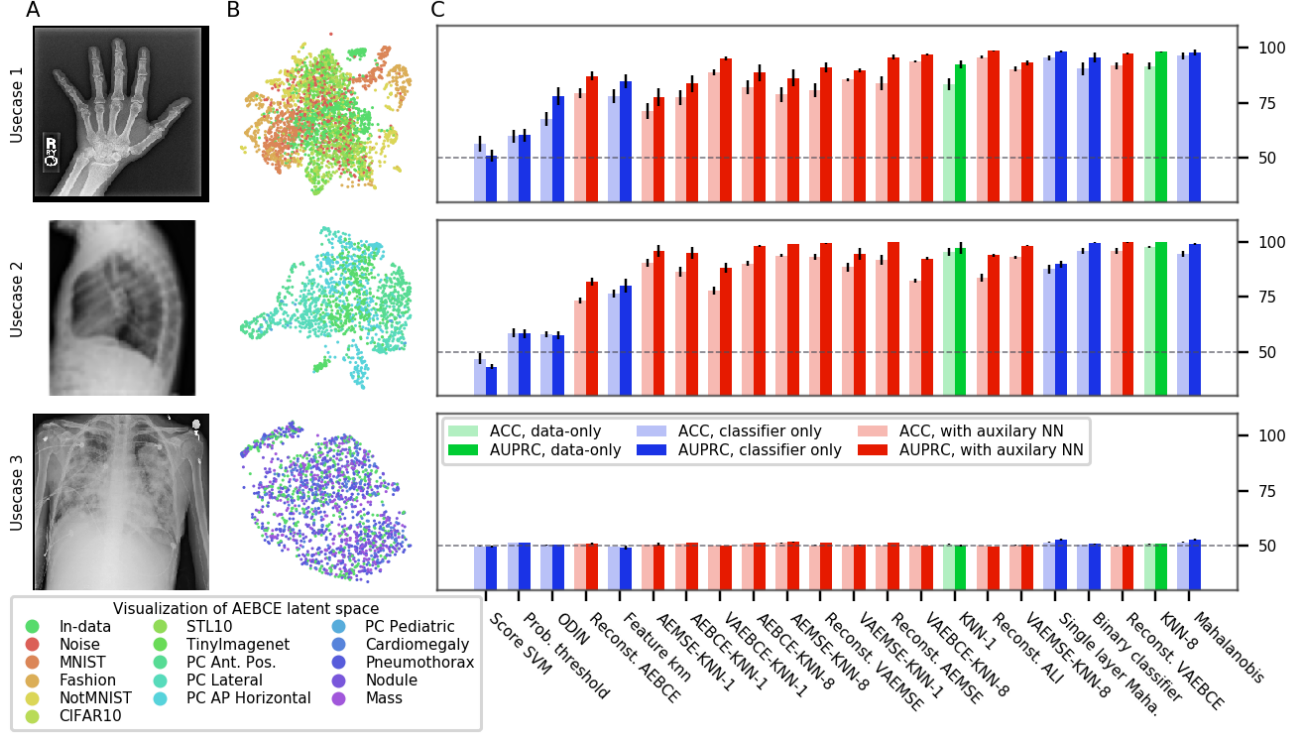 A
B
C
Usecase 1
R
100
75
50
Usecase 2
100
75
50
Usecase 3
ACC, data-only
AUPRC, data-only
ACC, classifier only
AUPRC, classifier only
ACC, with auxilary NN
AUPRC, with auxilary NN
100
75
50
Score SVM
Prob. threshold
ODIN
Reconst. AEBCE
Feature knn
AEMSE-KNN-1
AEBCE-KNN-1
VAEBCE-KNN-1
AEBCE-KNN-8
AEMSE-KNN-8
Reconst. VAEMSE
VAEMSE-KNN-1
Reconst. AEMSE
VAEBCE-KNN-8
KNN-1
Reconst. ALI
VAEMSE-KNN-8
Single layer Maha.
Binary classifier
Reconst. VAEBCE
KNN-8
Mahalanobis
Visualization of AEBCE latent space
In-data
Noise
MNIST
Fashion
NotMNIST
CIFAR10
STL10
TinyImagenet
PC Ant. Pos.
PC Lateral
PC AP Horizontal
PC Pediatric
Cardiomegaly
Pneumothorax
Nodule
Mass